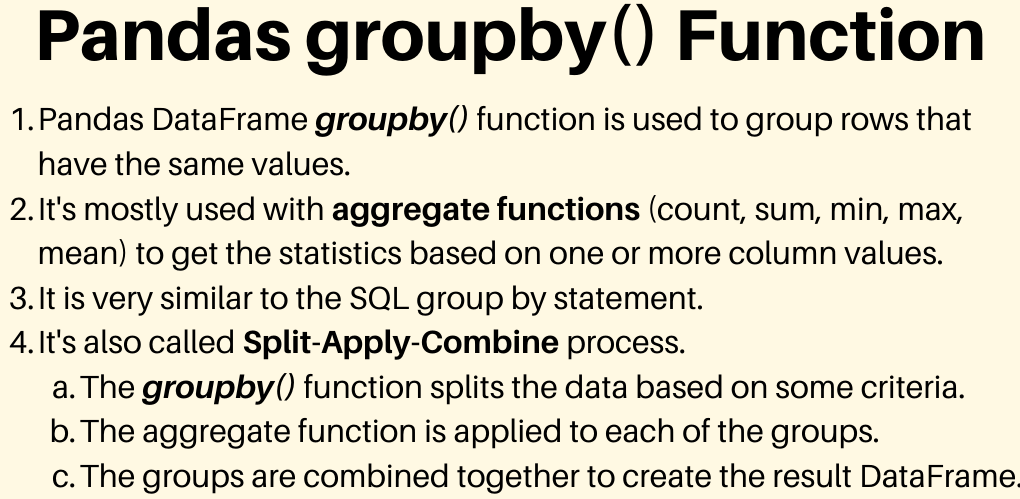 Pandas groupby() Function
1. Pandas DataFrame groupby() function is used to group rows that
have the same values.
2. It's mostly used with aggregate functions (count, sum, min, max,
mean) to get the statistics based on one or more column values.
3. It is very similar to the SQL group by statement.
4. It's also called Split-Apply-Combine process.
a. The groupby() function splits the data based on some criteria.
b. The aggregate function is applied to each of the groups.
c. The groups are combined together to create the result DataFrame.